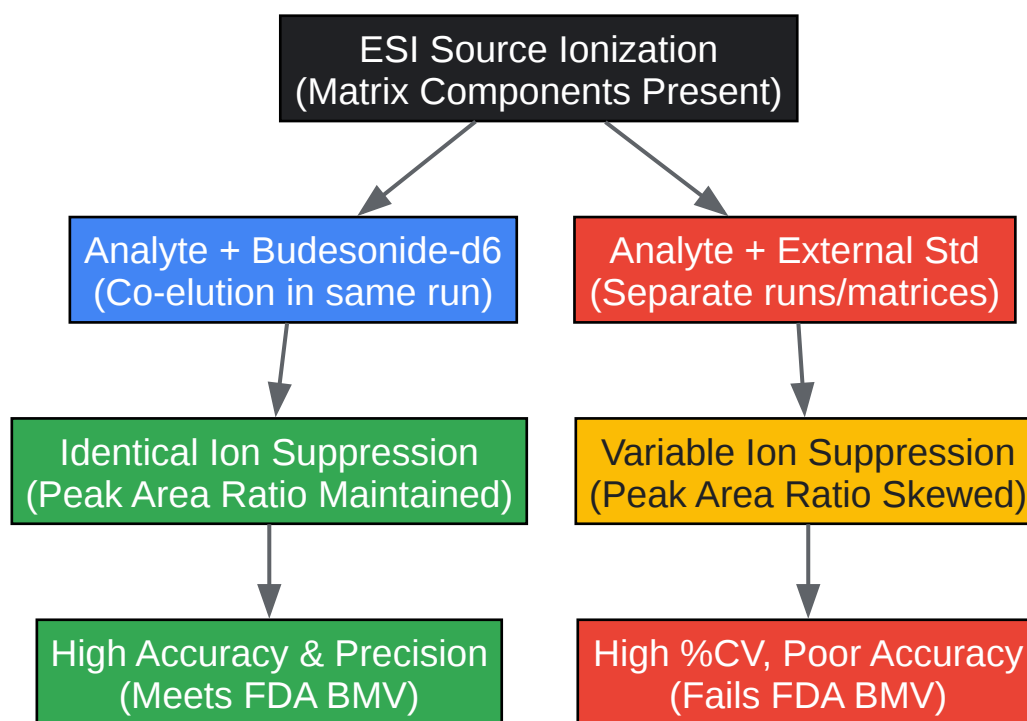 ESI Source Ionization
(Matrix Components Present)
Analyte + Budesonide-d6
(Co-elution in same run)
Analyte + External Std
(Separate runs/matrices)
Identical Ion Suppression
(Peak Area Ratio Maintained)
Variable Ion Suppression
(Peak Area Ratio Skewed)
High Accuracy & Precision
(Meets FDA BMV)
High %CV, Poor Accuracy
(Fails FDA BMV)